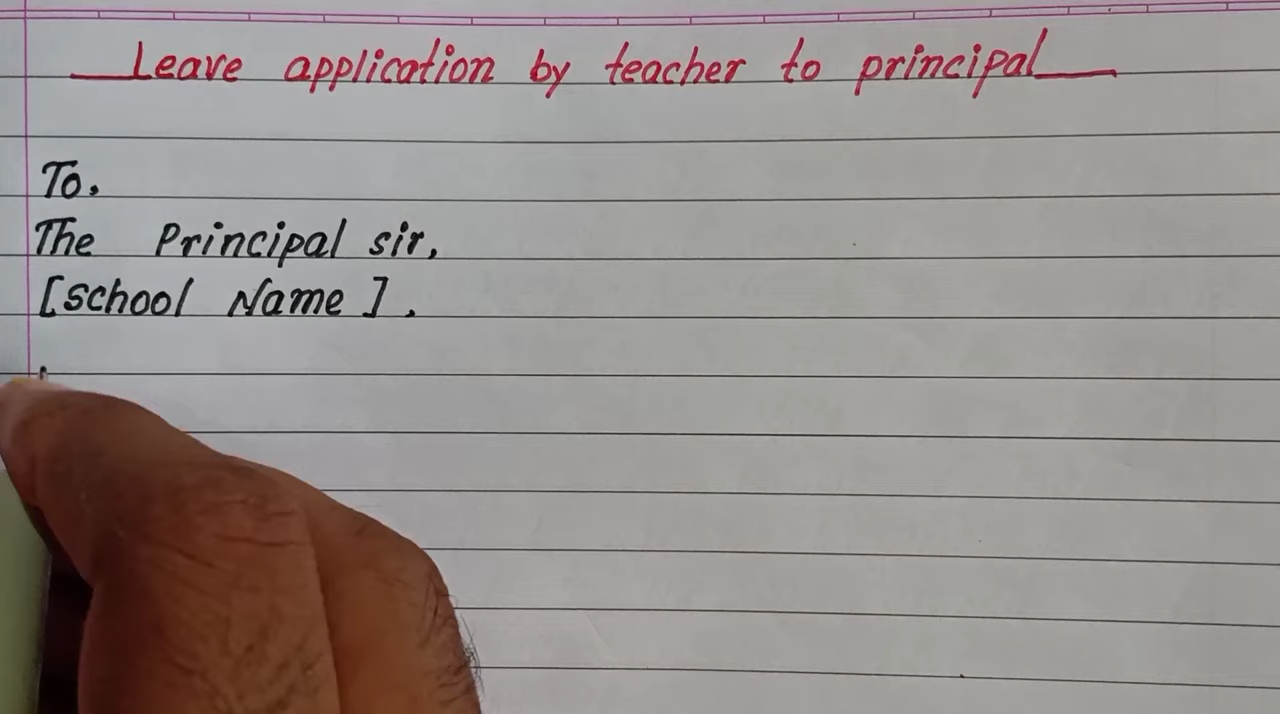 Leave application by teacher to principal
To.
The Principal sir,
[School Name].